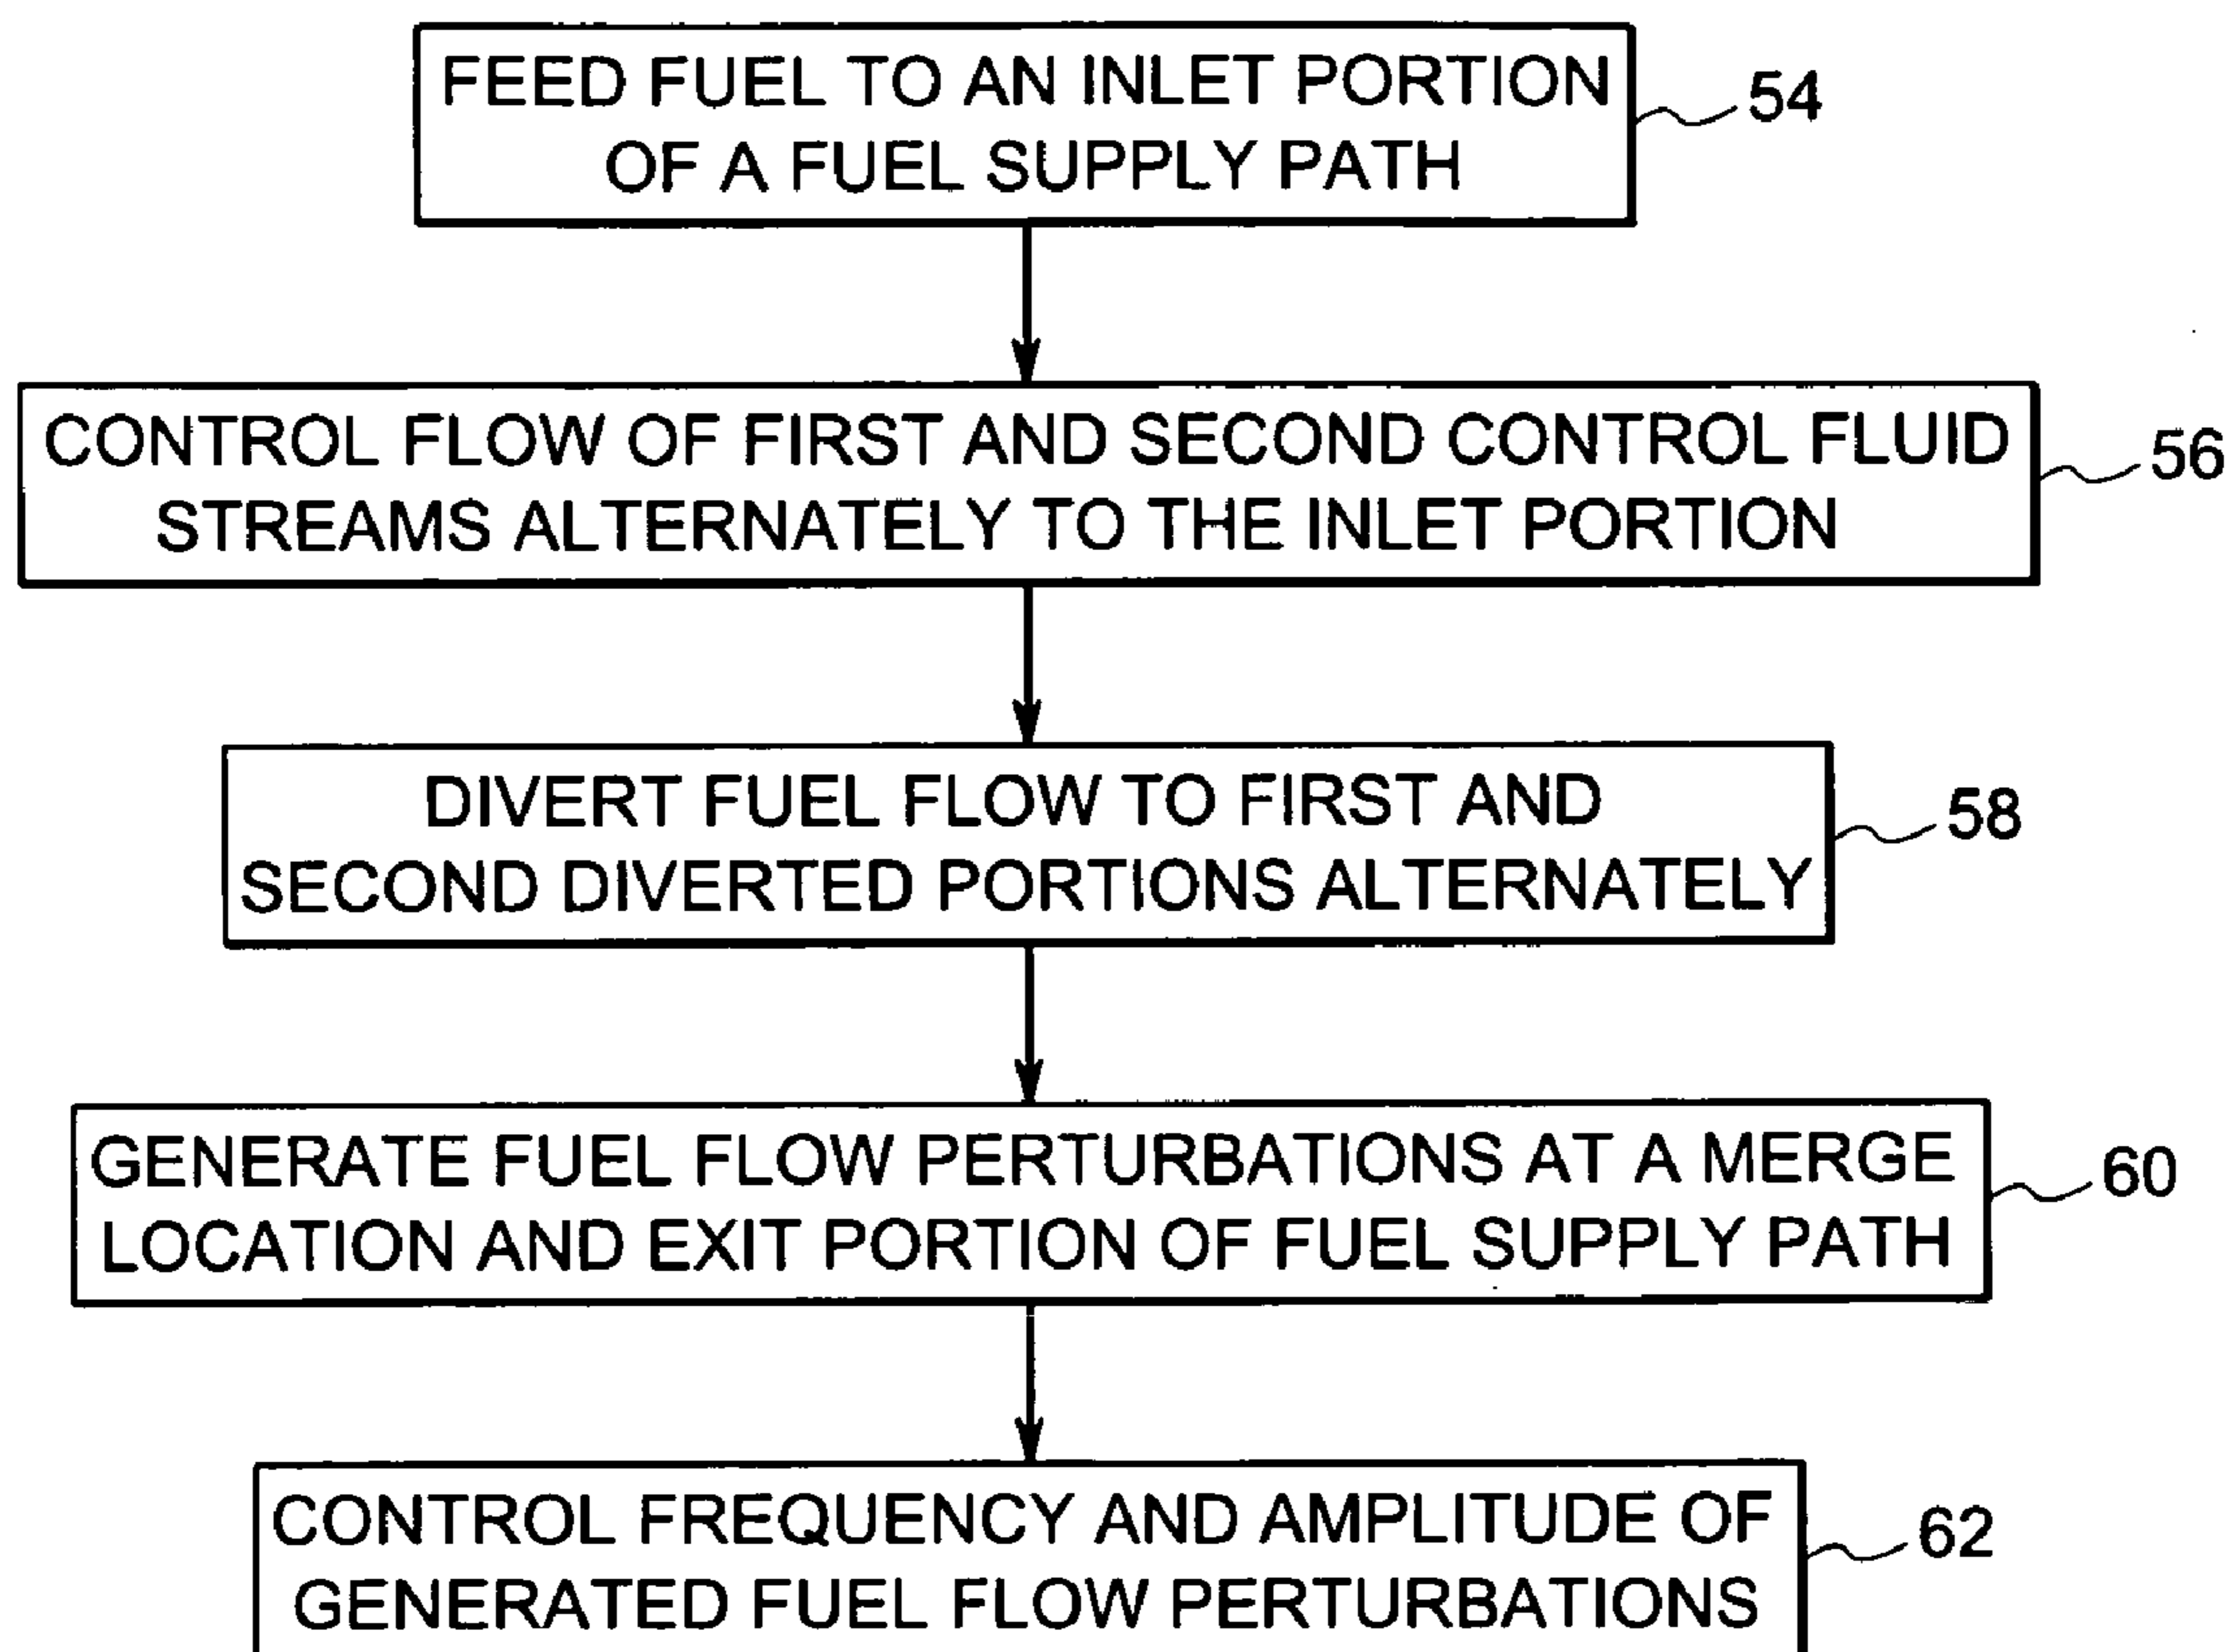 FEED FUEL TO AN INLET PORTION
OF A FUEL SUPPLY PATH
54
CONTROL FLOW OF FIRST AND SECOND CONTROL FLUID
STREAMS ALTERNATELY TO THE INLET PORTION
56
DIVERT FUEL FLOW TO FIRST AND
SECOND DIVERTED PORTIONS ALTERNATELY
58
GENERATE FUEL FLOW PERTURBATIONS AT A MERGE
LOCATION AND EXIT PORTION OF FUEL SUPPLY PATH
60
CONTROL FREQUENCY AND AMPLITUDE OF
GENERATED FUEL FLOW PERTURBATIONS
62